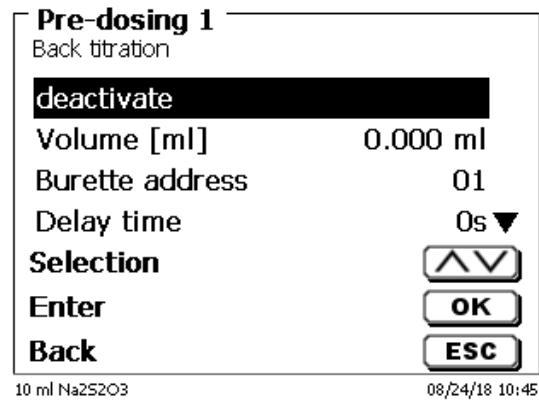 Pre-dosing 1
Back titration
deactivate
Volume [ml] 0.000 ml
Burette address 01
Delay time 0s
Selection
Enter OK
Back ESC
10 ml Na2S2O3 08/24/18 10:45